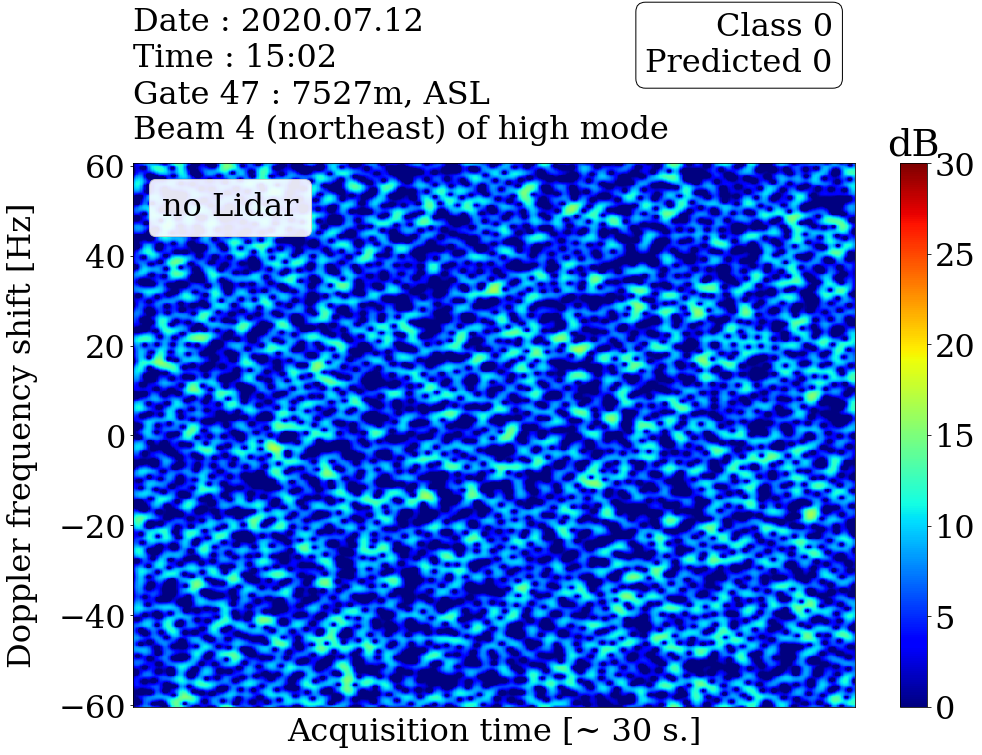 Date : 2020.07.12
Time : 15:02
Gate 47 : 7527m, ASL
Beam 4 (northeast) of high mode
Class 0
Predicted 0
dB
no Lidar
Doppler frequency shift [Hz]
60
40
20
0
−20
−40
−60
30
25
20
15
10
5
0
Acquisition time [~ 30 s.]